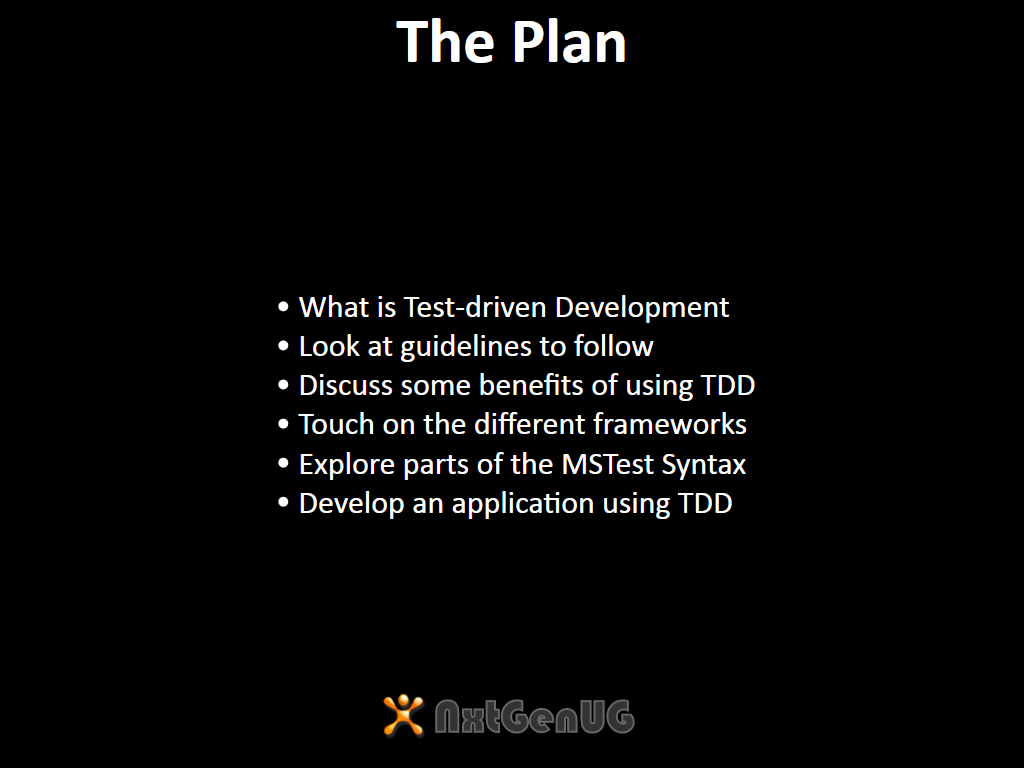 The Plan
• What is Test-driven Development
• Look at guidelines to follow
• Discuss some benefits of using TDD
• Touch on the different frameworks
• Explore parts of the MSTest Syntax
• Develop an application using TDD
NxtGenUG